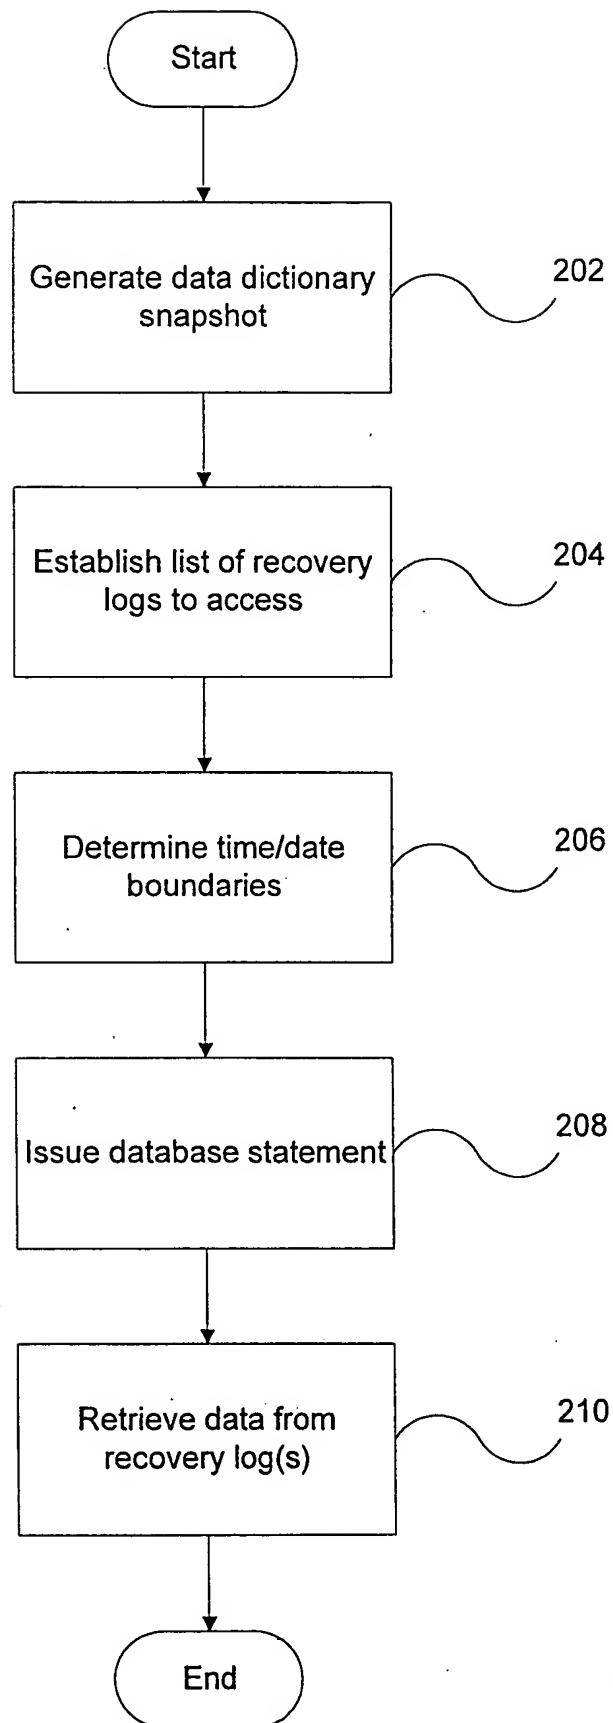 Start
Generate data dictionary
snapshot
202
Establish list of recovery
logs to access
204
Determine time/date
boundaries
206
Issue database statement
208
Retrieve data from
recovery log(s)
210
End